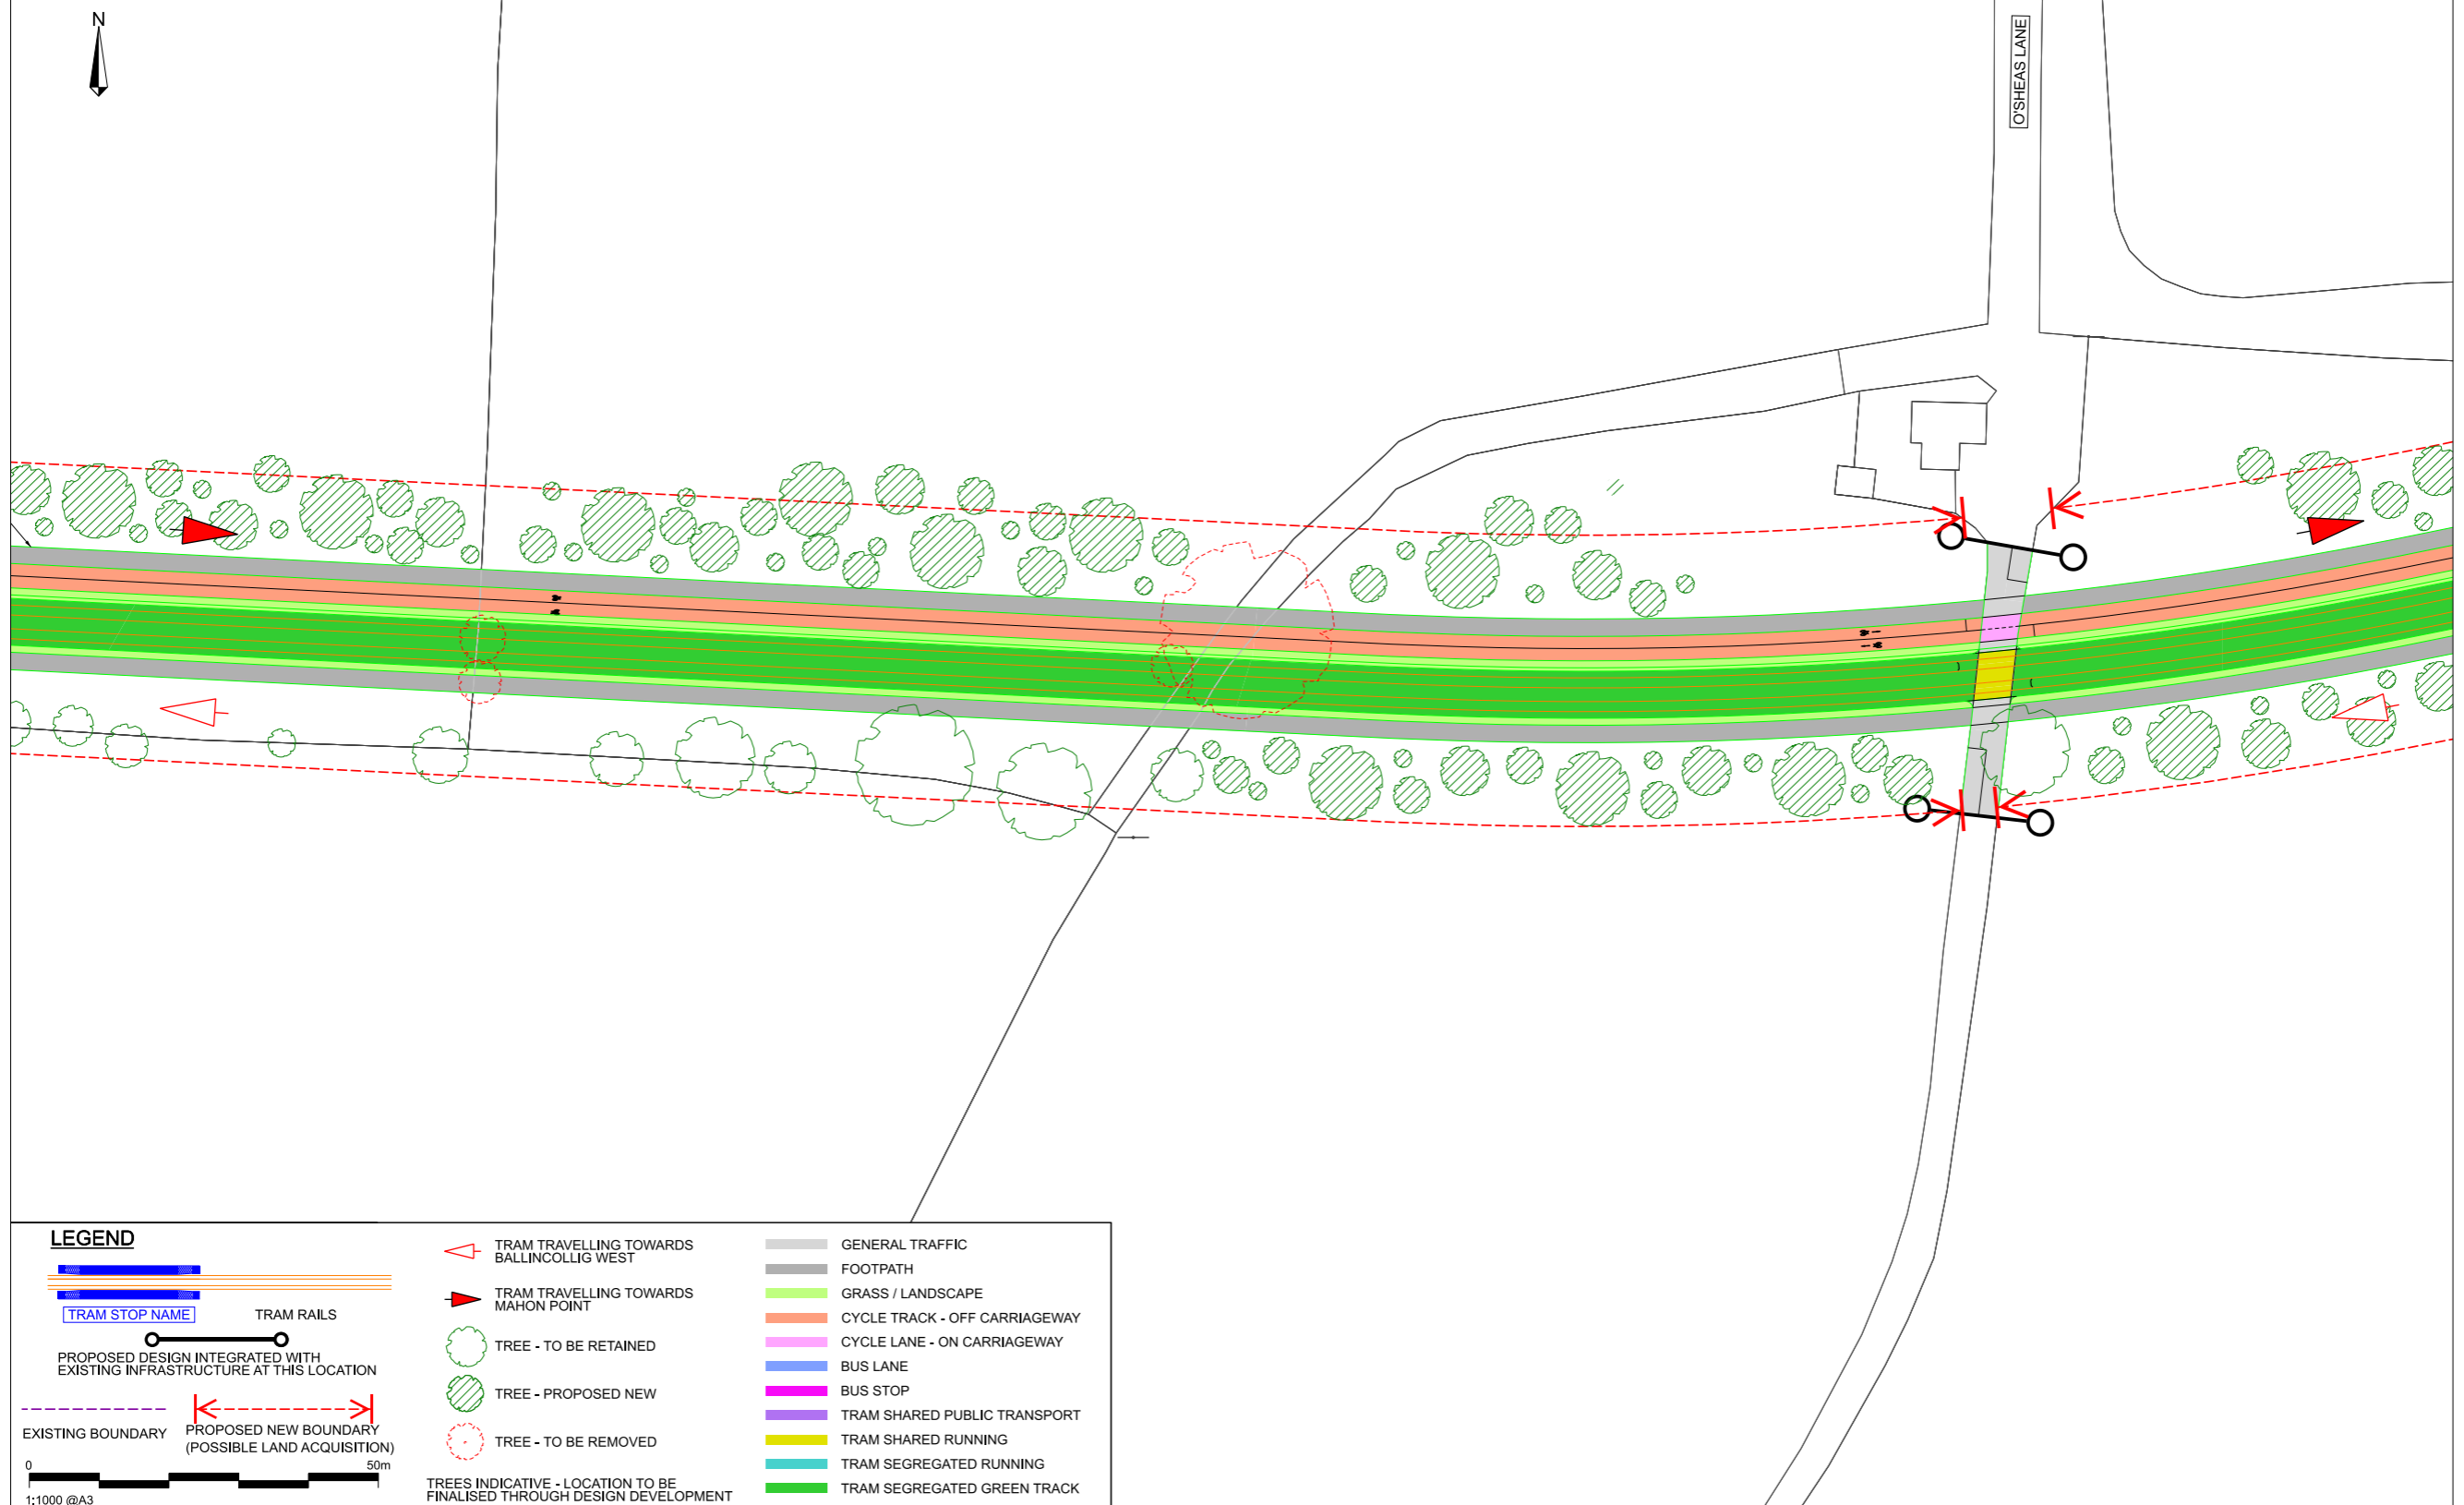 N
O'SHEAS LANE
LEGEND
TRAM STOP NAME
TRAM RAILS
PROPOSED DESIGN INTEGRATED WITH
EXISTING INFRASTRUCTURE AT THIS LOCATION
EXISTING BOUNDARY
PROPOSED NEW BOUNDARY
(POSSIBLE LAND ACQUISITION)
0 50m
1:1000 @A3
TRAM TRAVELLING TOWARDS
BALLINCOLLIG WEST
TRAM TRAVELLING TOWARDS
MAHON POINT
TREE - TO BE RETAINED
TREE - PROPOSED NEW
TREE - TO BE REMOVED
TREES INDICATIVE - LOCATION TO BE
FINALISED THROUGH DESIGN DEVELOPMENT
GENERAL TRAFFIC
FOOTPATH
GRASS / LANDSCAPE
CYCLE TRACK - OFF CARRIAGEWAY
CYCLE LANE - ON CARRIAGEWAY
BUS LANE
BUS STOP
TRAM SHARED PUBLIC TRANSPORT
TRAM SHARED RUNNING
TRAM SEGREGATED RUNNING
TRAM SEGREGATED GREEN TRACK